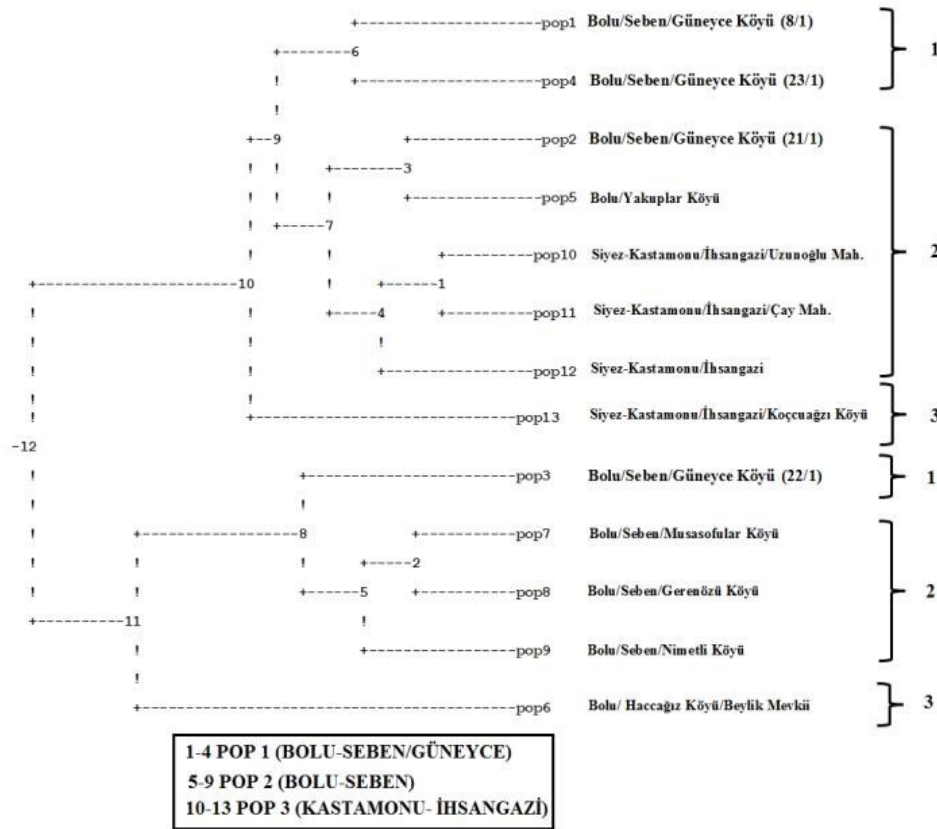 +--------------------pop1 Bolu/Seben/Güneyce Köyü (8/1)
+--------6
1
! +--------------------pop4 Bolu/Seben/Güneyce Köyü (23/1)
!
+--9 +---------------pop2 Bolu/Seben/Güneyce Köyü (21/1)
! ! +--------3
! ! ! +---------------pop5 Bolu/Yakuplar Köyü
! +-----7
! ! +-----------pop10 Siyez-Kastamonu/İhsangazi/Uzunoğlu Mah.
2
+------------------------10 ! +-----1
! ! +-----4 +-----------pop11 Siyez-Kastamonu/İhsangazi/Çay Mah.
! ! !
! ! +-----------------pop12 Siyez-Kastamonu/İhsangazi
! !
! +------------------------------pop13 Siyez-Kastamonu/İhsangazi/Koçcuağzı Köyü
3
-12
! +------------------------pop3 Bolu/Seben/Güneyce Köyü (22/1)
1
! !
! +------------------8 +-----------pop7 Bolu/Seben/Musasofular Köyü
! ! ! +-----2
! ! +-----5 +-----------pop8 Bolu/Seben/Gerenözü Köyü
2
+----------11 !
! +-----------------pop9 Bolu/Seben/Nimetli Köyü
!
+-------------------------------------------pop6 Bolu/ Haccağız Köyü/Beylik Mevkii
3
1-4 POP 1 (BOLU-SEBEN/GÜNEYCE)
5-9 POP 2 (BOLU-SEBEN)
10-13 POP 3 (KASTAMONU- İHSANGAZİ)